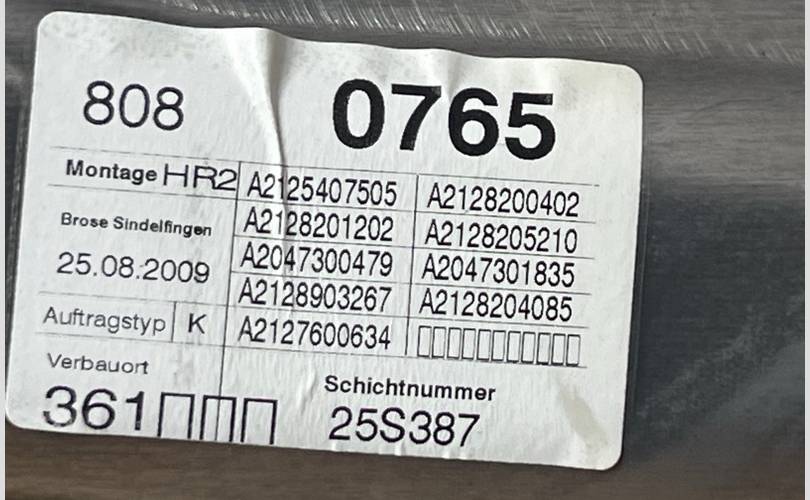 808 0765
Montage HR2 A2125407505 A2128200402
A2128201202 A2128205210
Brose Sindelfingen
25.08.2009 A2047300479 A2047301835
A2128903267 A2128204085
Auftragstyp K A2127600634 ▯▯▯▯▯▯▯▯▯▯▯
Verbauort
361▯▯▯
Schichtnummer
25S387